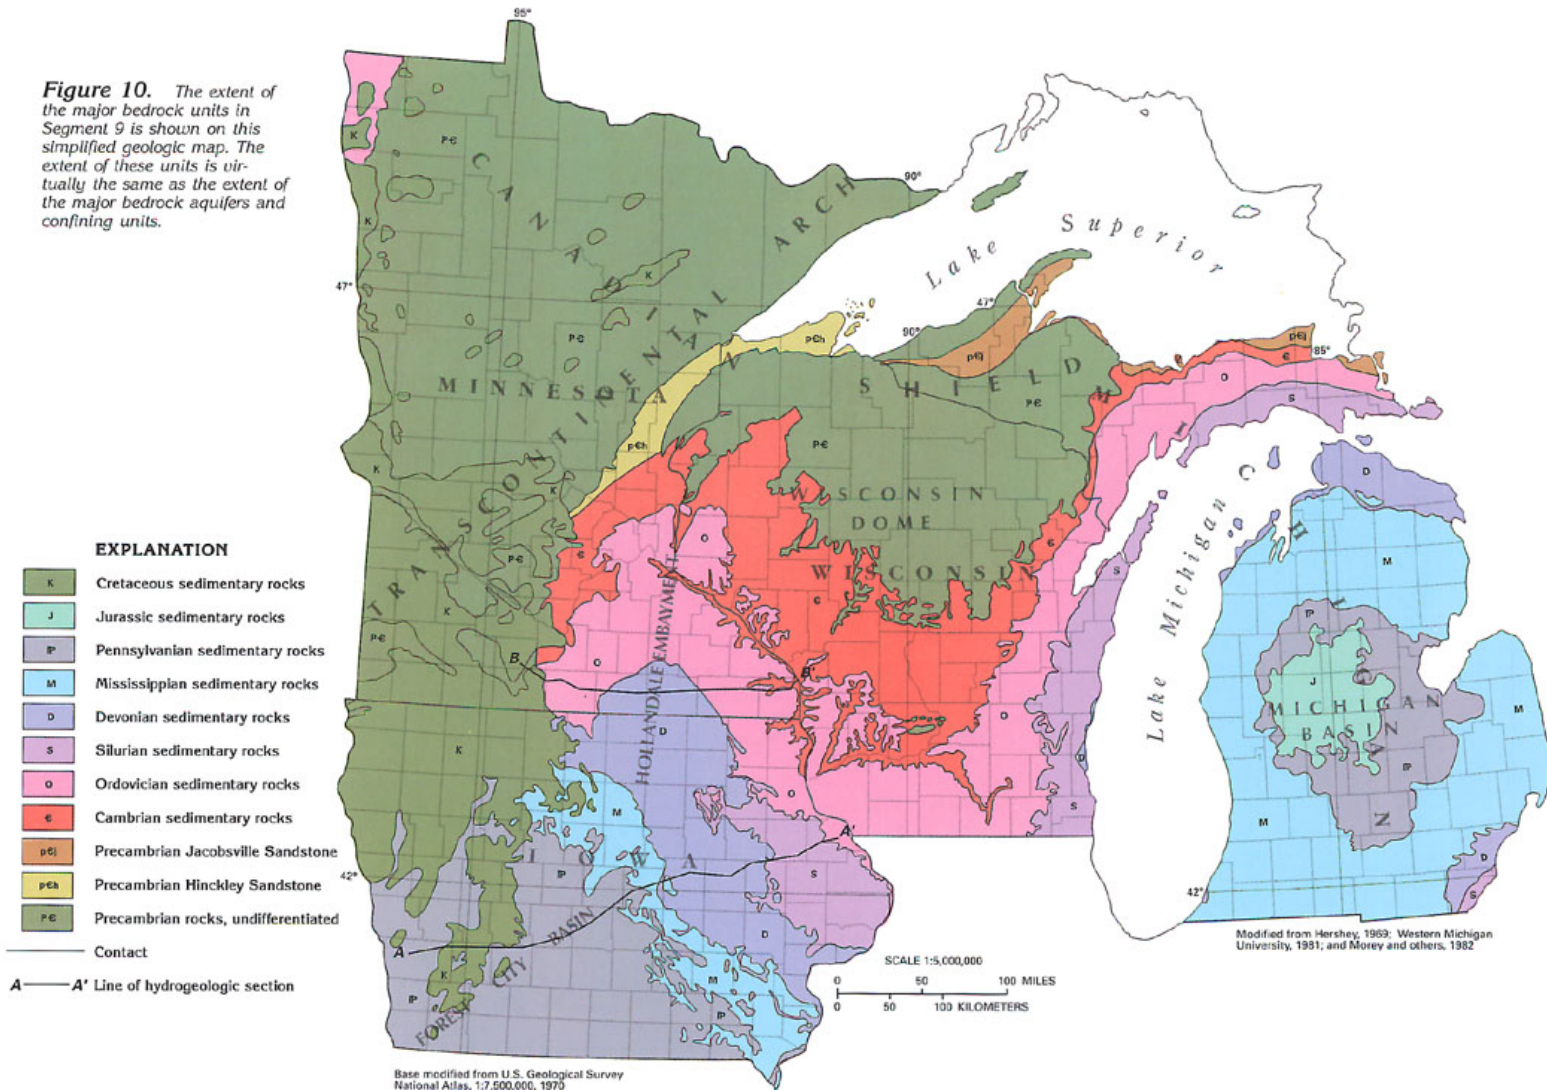 Figure 10. The extent of
the major bedrock units in
Segment 9 is shown on this
simplified geologic map. The
extent of these units is vir-
tually the same as the extent of
the major bedrock aquifers and
confining units.
95°
90°
47°
47°
90°
85°
42°
42°
CANADIAN SHIELD
TRANSCONTINENTAL ARCH
Lake Superior
MINNESOTA
WISCONSIN
DOME
WISCONSIN
HOLLANDALE EMBAYMENT
Lake Michigan
MICHIGAN
MICHIGAN
BASIN
IOWA
FOREST CITY BASIN
B
B'
A
A'
EXPLANATION
K Cretaceous sedimentary rocks
J Jurassic sedimentary rocks
IP Pennsylvanian sedimentary rocks
M Mississippian sedimentary rocks
D Devonian sedimentary rocks
S Silurian sedimentary rocks
O Ordovician sedimentary rocks
Є Cambrian sedimentary rocks
pЄj Precambrian Jacobsville Sandstone
pЄh Precambrian Hinckley Sandstone
PЄ Precambrian rocks, undifferentiated
Contact
A A' Line of hydrogeologic section
SCALE 1:5,000,000
0 50 100 MILES
0 50 100 KILOMETERS
Modified from Hershey, 1969; Western Michigan
University, 1981; and Morey and others, 1982
Base modified from U.S. Geological Survey
National Atlas, 1:7,500,000, 1970